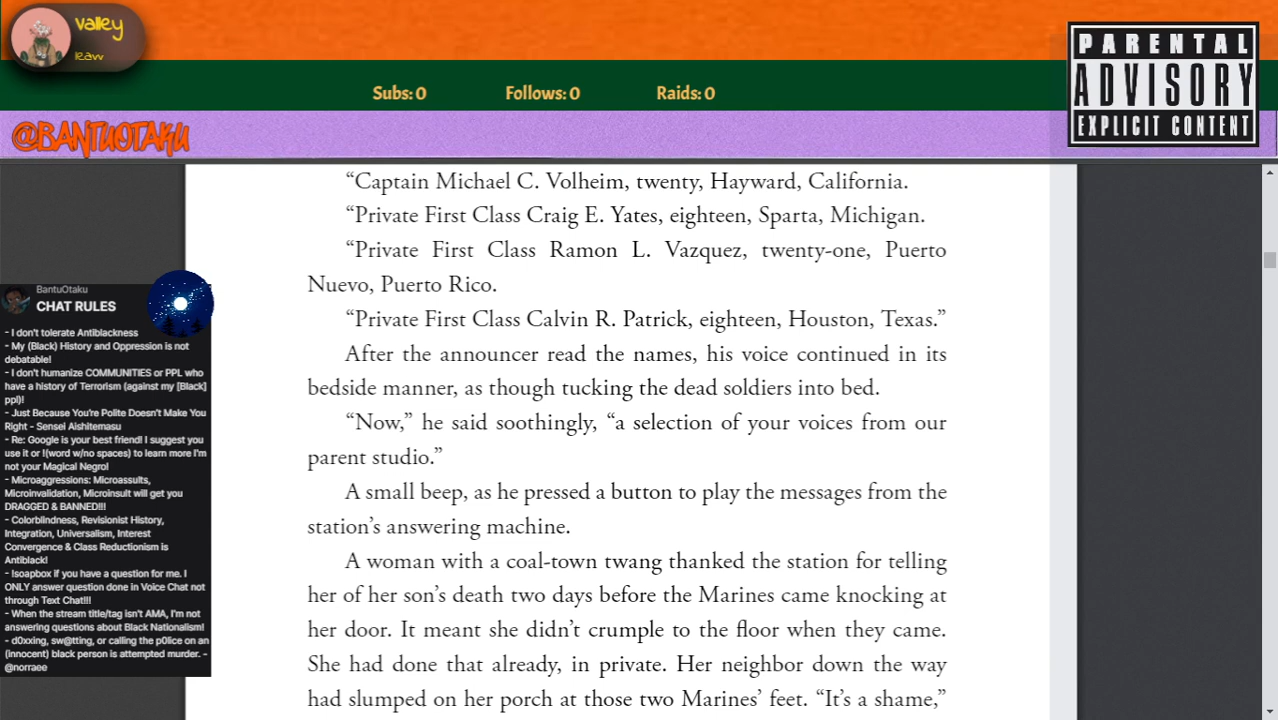 valley
raw
PARENTAL
ADVISORY
EXPLICIT CONTENT
Subs: 0 Follows: 0 Raids: 0
@BANTUOTAKU
“Captain Michael C. Volheim, twenty, Hayward, California.
“Private First Class Craig E. Yates, eighteen, Sparta, Michigan.
“Private First Class Ramon L. Vazquez, twenty-one, Puerto
Nuevo, Puerto Rico.
“Private First Class Calvin R. Patrick, eighteen, Houston, Texas.”
After the announcer read the names, his voice continued in its
bedside manner, as though tucking the dead soldiers into bed.
“Now,” he said soothingly, “a selection of your voices from our
parent studio.”
A small beep, as he pressed a button to play the messages from the
station’s answering machine.
A woman with a coal-town twang thanked the station for telling
her of her son’s death two days before the Marines came knocking at
her door. It meant she didn’t crumple to the floor when they came.
She had done that already, in private. Her neighbor down the way
had slumped on her porch at those two Marines’ feet. “It’s a shame,”
BantuOtaku
CHAT RULES
- I don't tolerate Antiblackness
- My (Black) History and Oppression is not
debatable!
- I don't humanize COMMUNITIES or PPL who
have a history of Terrorism (against my [Black]
ppl)!
- Just Because You're Polite Doesn't Make You
Right - Sensei Aishitemasu
- Re: Google is your best friend! I suggest you
use it or !(word w/no spaces) to learn more I'm
not your Magical Negro!
- Microaggressions: Microassults,
Microinvalidation, Microinsult will get you
DRAGGED & BANNED!!!
- Colorblindness, Revisionist History,
Integration, Universalism, Interest
Convergence & Class Reductionism is
Antiblack!
- !soapbox if you have a question for me. I
ONLY answer question done in Voice Chat not
through Text Chat!!!
- When the stream title/tag isn't AMA, I'm not
answering questions about Black Nationalism!
- d0xxing, sw@tting, or calling the p0lice on an
(innocent) black person is attempted murder. -
@norraee